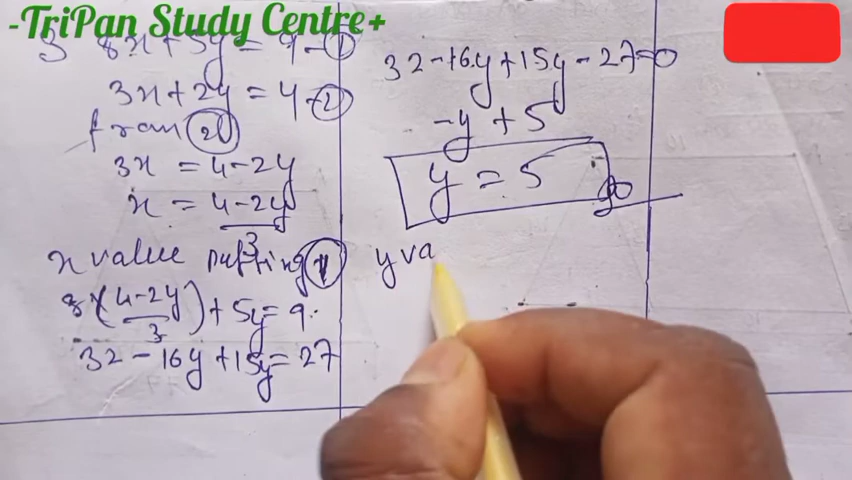 -TriPan Study Centre+
3 8x + 5y = 9 - ①
3x + 2y = 4 - ②
from ②
3x = 4-2y
x = 4-2y / 3
x value putting ①
8×(4-2y / 3) + 5y = 9.
32 - 16y + 15y = 27
32 - 16y + 15y - 27 = 0
-y + 5
y = 5
y va